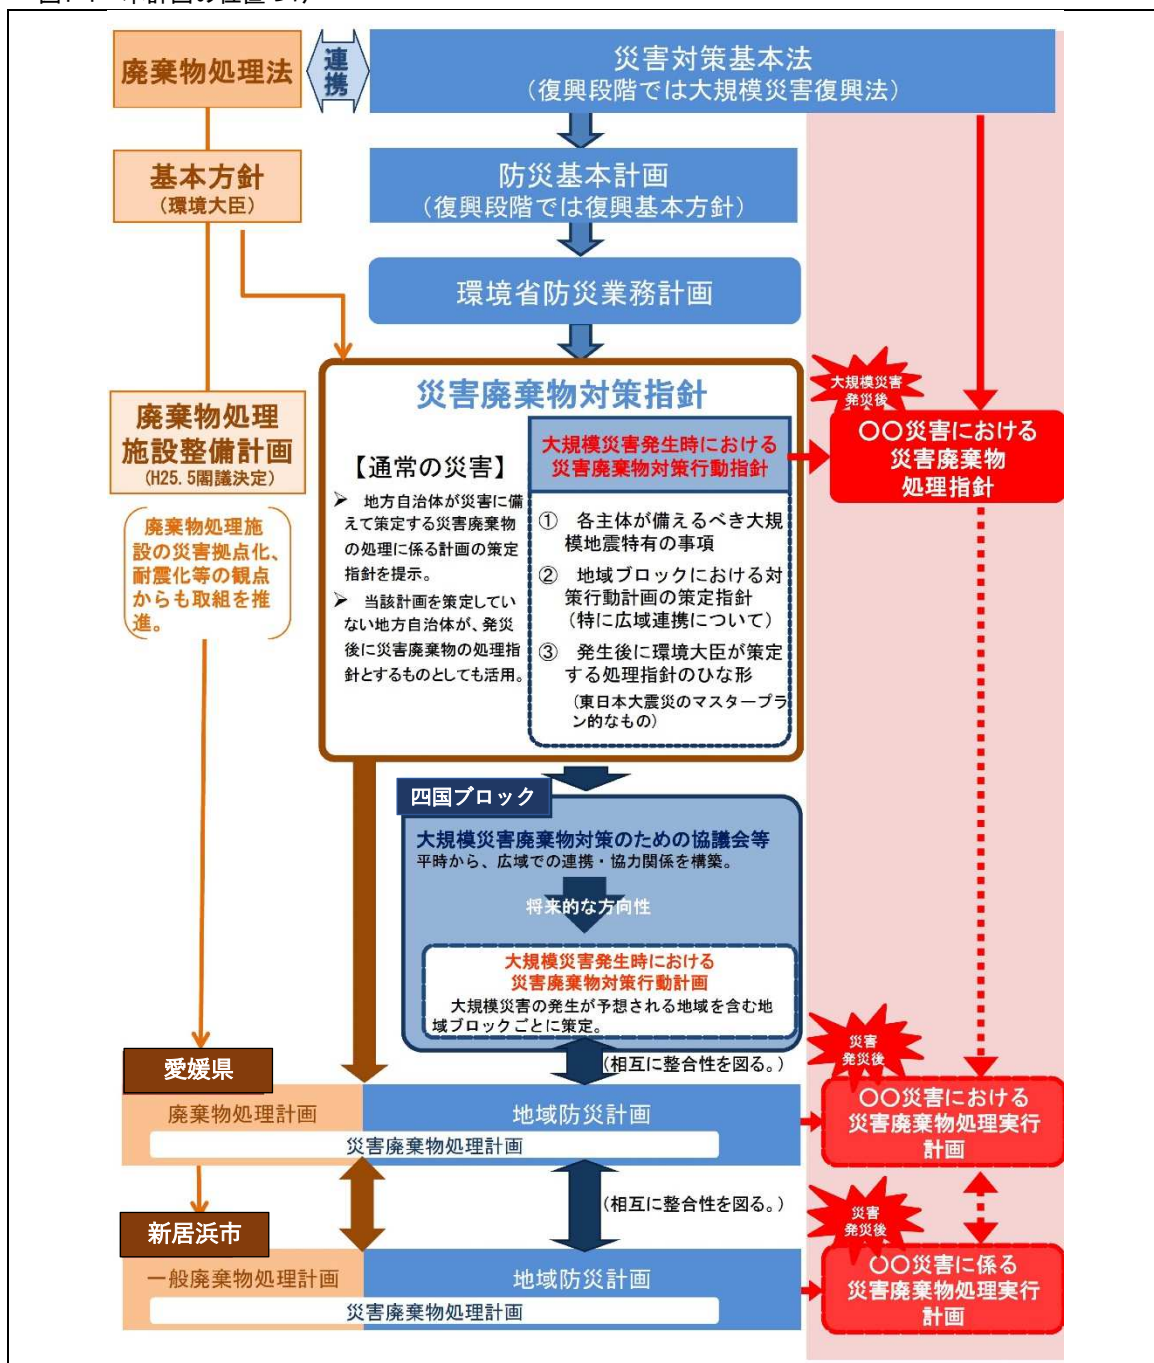 廃棄物処理法
連携
災害対策基本法
(復興段階では大規模災害復興法)
基本方針
(環境大臣)
防災基本計画
(復興段階では復興基本方針)
環境省防災業務計画
災害廃棄物対策指針
大規模災害
発災後
廃棄物処理
施設整備計画
(H25.5閣議決定)
廃棄物処理施
設の災害拠点化、
耐震化等の観点
からも取組を推
進。
【通常の災害】
➢ 地方自治体が災害に備
えて策定する災害廃棄物
の処理に係る計画の策定
指針を提示。
➢ 当該計画を策定してい
ない地方自治体が、発災
後に災害廃棄物の処理指
針とするものとしても活用。
大規模災害発生時における
災害廃棄物対策行動指針
① 各主体が備えるべき大規
模地震特有の事項
② 地域ブロックにおける対
策行動計画の策定指針
(特に広域連携について)
③ 発生後に環境大臣が策定
する処理指針のひな形
(東日本大震災のマスタープラ
ン的なもの)
〇〇災害における
災害廃棄物
処理指針
四国ブロック
大規模災害廃棄物対策のための協議会等
平時から、広域での連携・協力関係を構築。
将来的な方向性
大規模災害発生時における
災害廃棄物対策行動計画
大規模災害の発生が予想される地域を含む地
域ブロックごとに策定。
(相互に整合性を図る。)
災害
発災後
愛媛県
廃棄物処理計画
地域防災計画
災害廃棄物処理計画
〇〇災害における
災害廃棄物処理実行
計画
(相互に整合性を図る。)
災害
発災後
新居浜市
一般廃棄物処理計画
地域防災計画
災害廃棄物処理計画
〇〇災害に係る
災害廃棄物処理実行
計画